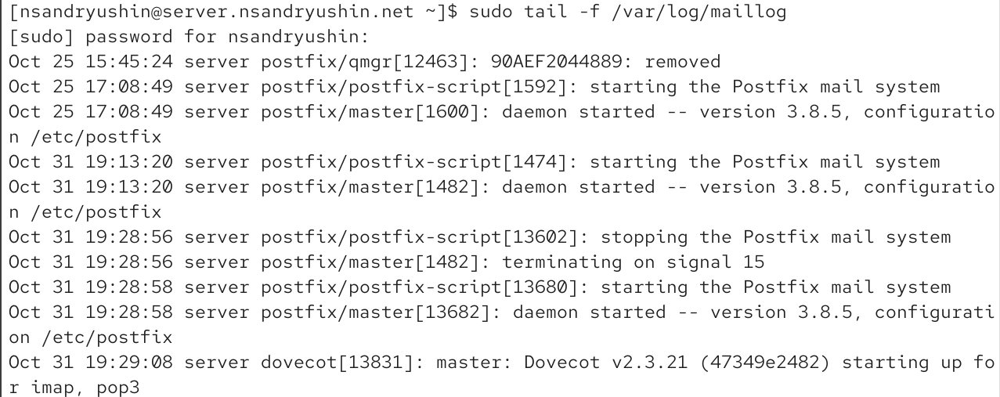 [nsandryushin@server.nsandryushin.net ~]$ sudo tail -f /var/log/maillog
[sudo] password for nsandryushin:
Oct 25 15:45:24 server postfix/qmgr[12463]: 90AEF2044889: removed
Oct 25 17:08:49 server postfix/postfix-script[1592]: starting the Postfix mail system
Oct 25 17:08:49 server postfix/master[1600]: daemon started -- version 3.8.5, configuratio
n /etc/postfix
Oct 31 19:13:20 server postfix/postfix-script[1474]: starting the Postfix mail system
Oct 31 19:13:20 server postfix/master[1482]: daemon started -- version 3.8.5, configuratio
n /etc/postfix
Oct 31 19:28:56 server postfix/postfix-script[13602]: stopping the Postfix mail system
Oct 31 19:28:56 server postfix/master[1482]: terminating on signal 15
Oct 31 19:28:58 server postfix/postfix-script[13680]: starting the Postfix mail system
Oct 31 19:28:58 server postfix/master[13682]: daemon started -- version 3.8.5, configurati
on /etc/postfix
Oct 31 19:29:08 server dovecot[13831]: master: Dovecot v2.3.21 (47349e2482) starting up fo
r imap, pop3